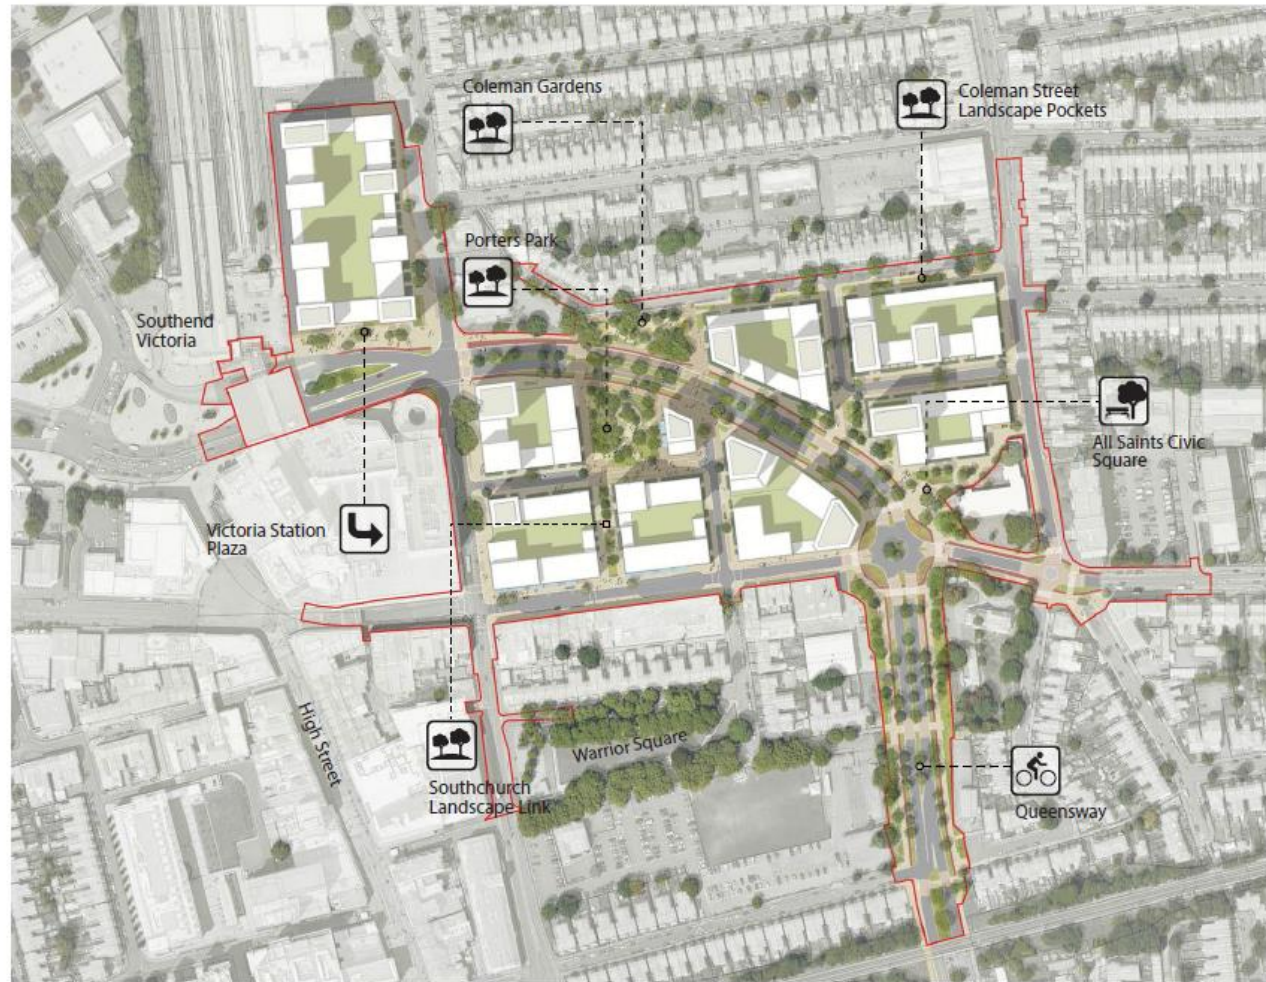 Coleman Gardens
Coleman Street
Landscape Pockets
Porters Park
Southend
Victoria
All Saints Civic
Square
Victoria Station
Plaza
High Street
Warrior Square
Southchurch
Landscape Link
Queensway